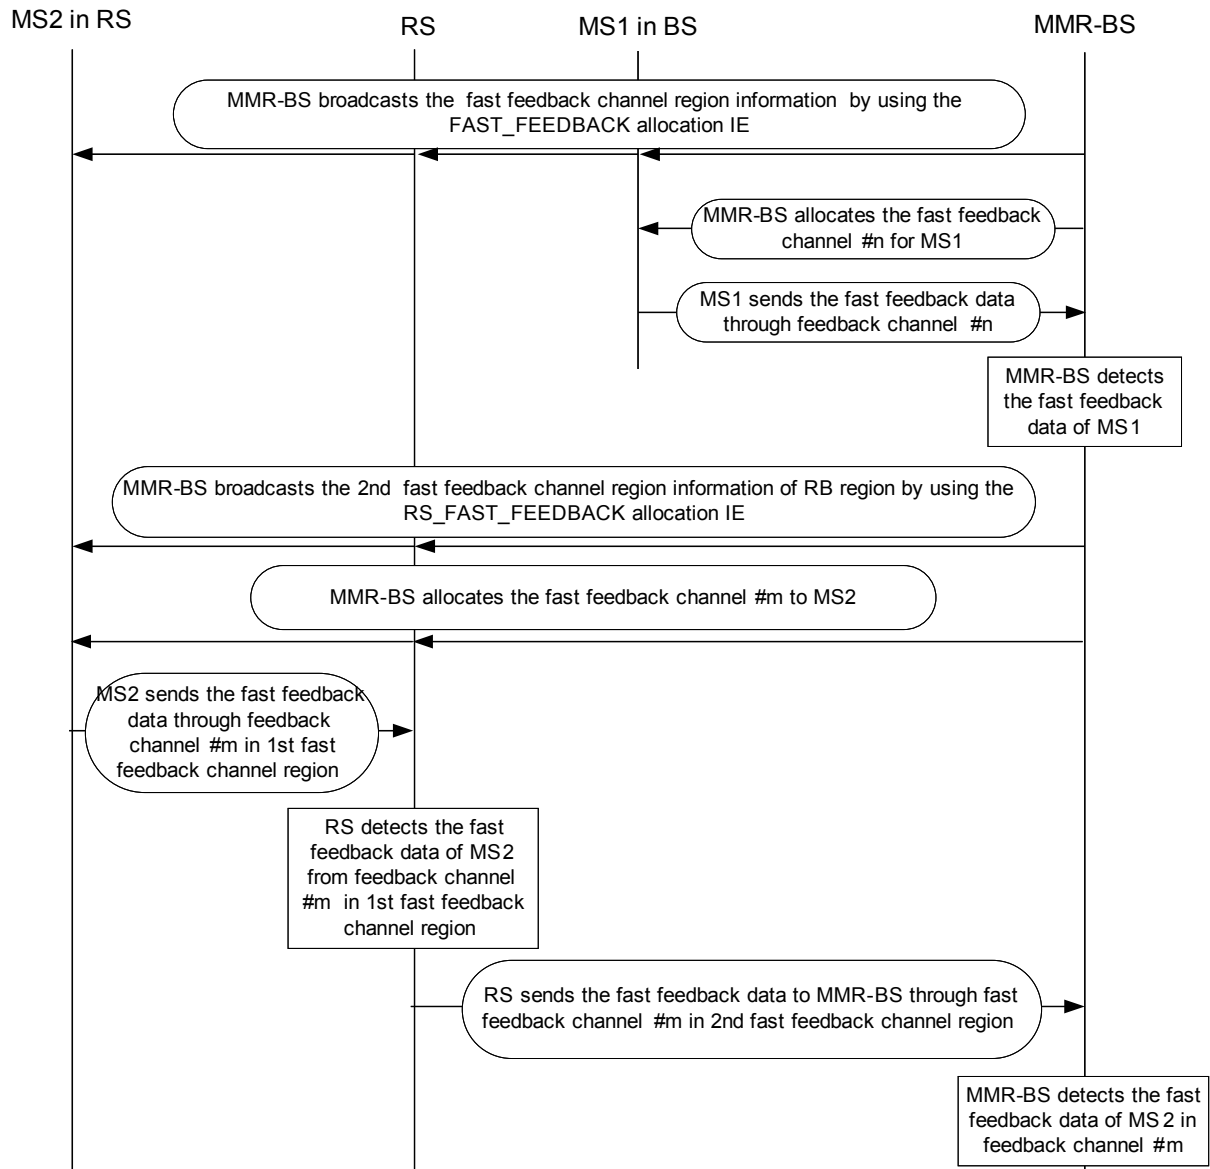 MS2 in RS
RS
MS1 in BS
MMR-BS
MMR-BS broadcasts the fast feedback channel region information by using the
FAST_FEEDBACK allocation IE
MMR-BS allocates the fast feedback
channel #n for MS1
MS1 sends the fast feedback data
through feedback channel #n
MMR-BS detects
the fast feedback
data of MS1
MMR-BS broadcasts the 2nd fast feedback channel region information of RB region by using the
RS_FAST_FEEDBACK allocation IE
MMR-BS allocates the fast feedback channel #m to MS2
MS2 sends the fast feedback
data through feedback
channel #m in 1st fast
feedback channel region
RS detects the fast
feedback data of MS2
from feedback channel
#m in 1st fast feedback
channel region
RS sends the fast feedback data to MMR-BS through fast
feedback channel #m in 2nd fast feedback channel region
MMR-BS detects the fast
feedback data of MS2 in
feedback channel #m